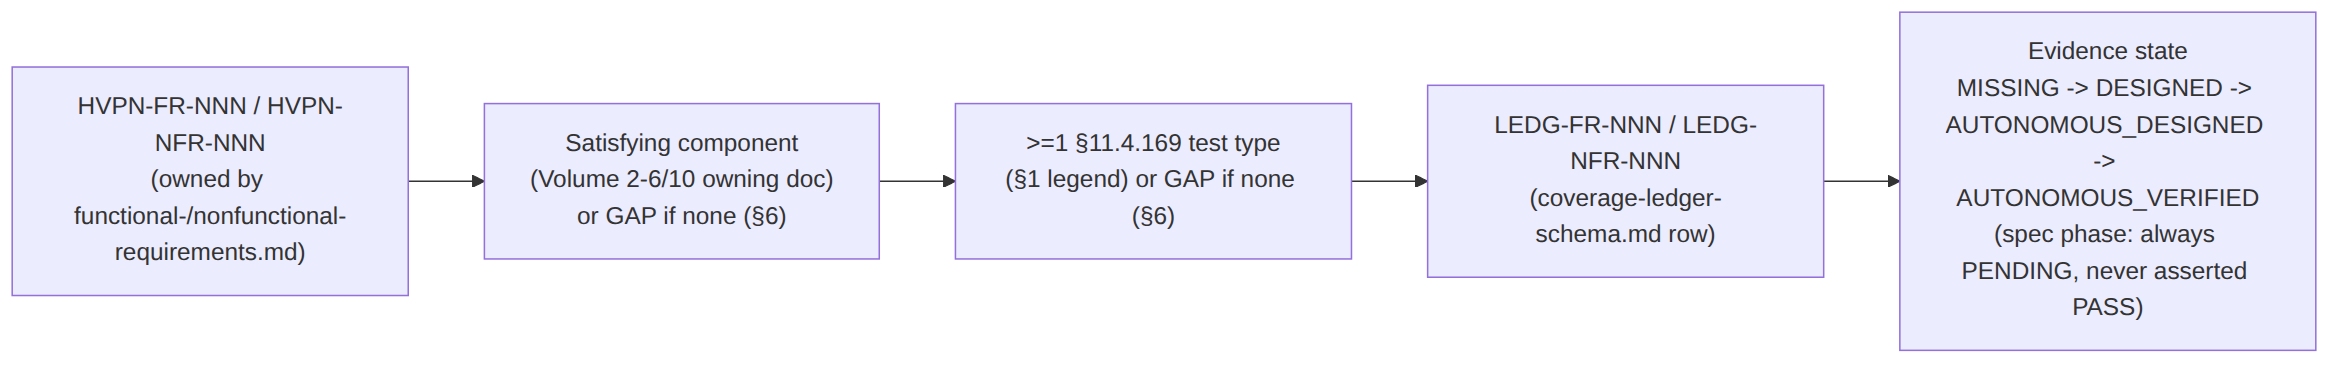 HVPN-FR-NNN / HVPN-
NFR-NNN
(owned by
functional-/nonfunctional-
requirements.md)
Satisfying component
(Volume 2-6/10 owning doc)
or GAP if none (§6)
>=1 §11.4.169 test type
(§1 legend) or GAP if none
(§6)
LEDG-FR-NNN / LEDG-
NFR-NNN
(coverage-ledger-
schema.md row)
Evidence state
MISSING -> DESIGNED ->
AUTONOMOUS_DESIGNED
->
AUTONOMOUS_VERIFIED
(spec phase: always
PENDING, never asserted
PASS)